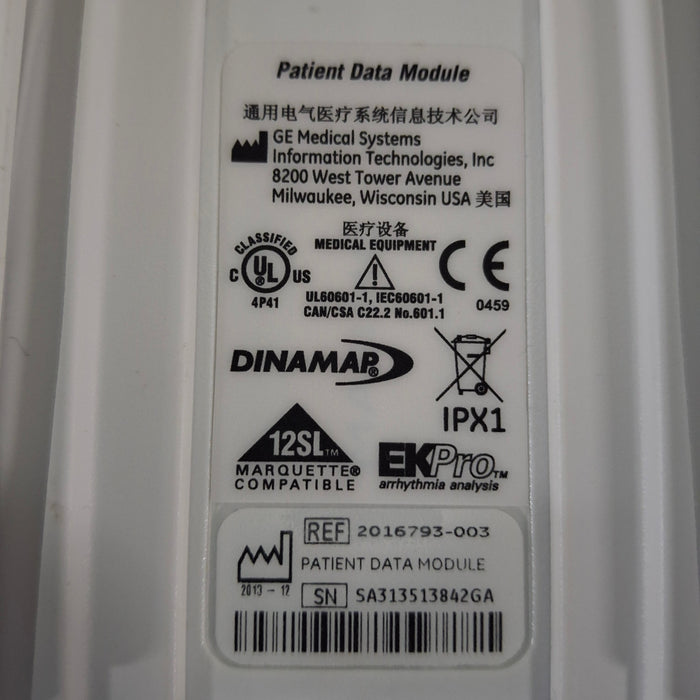 Patient Data Module
通用电气医疗系统信息技术公司
GE Medical Systems
Information Technologies, Inc
8200 West Tower Avenue
Milwaukee, Wisconsin USA 美国
CLASSIFIED
C UL US
4P41
医疗设备
MEDICAL EQUIPMENT
UL60601-1, IEC60601-1
CAN/CSA C22.2 No.601.1
CE
0459
DINAMAP®
IPX1
12SL™
MARQUETTE®
COMPATIBLE
EK-Pro™
arrhythmia analysis
REF 2016793-003
PATIENT DATA MODULE
2013 - 12
SN SA313513842GA